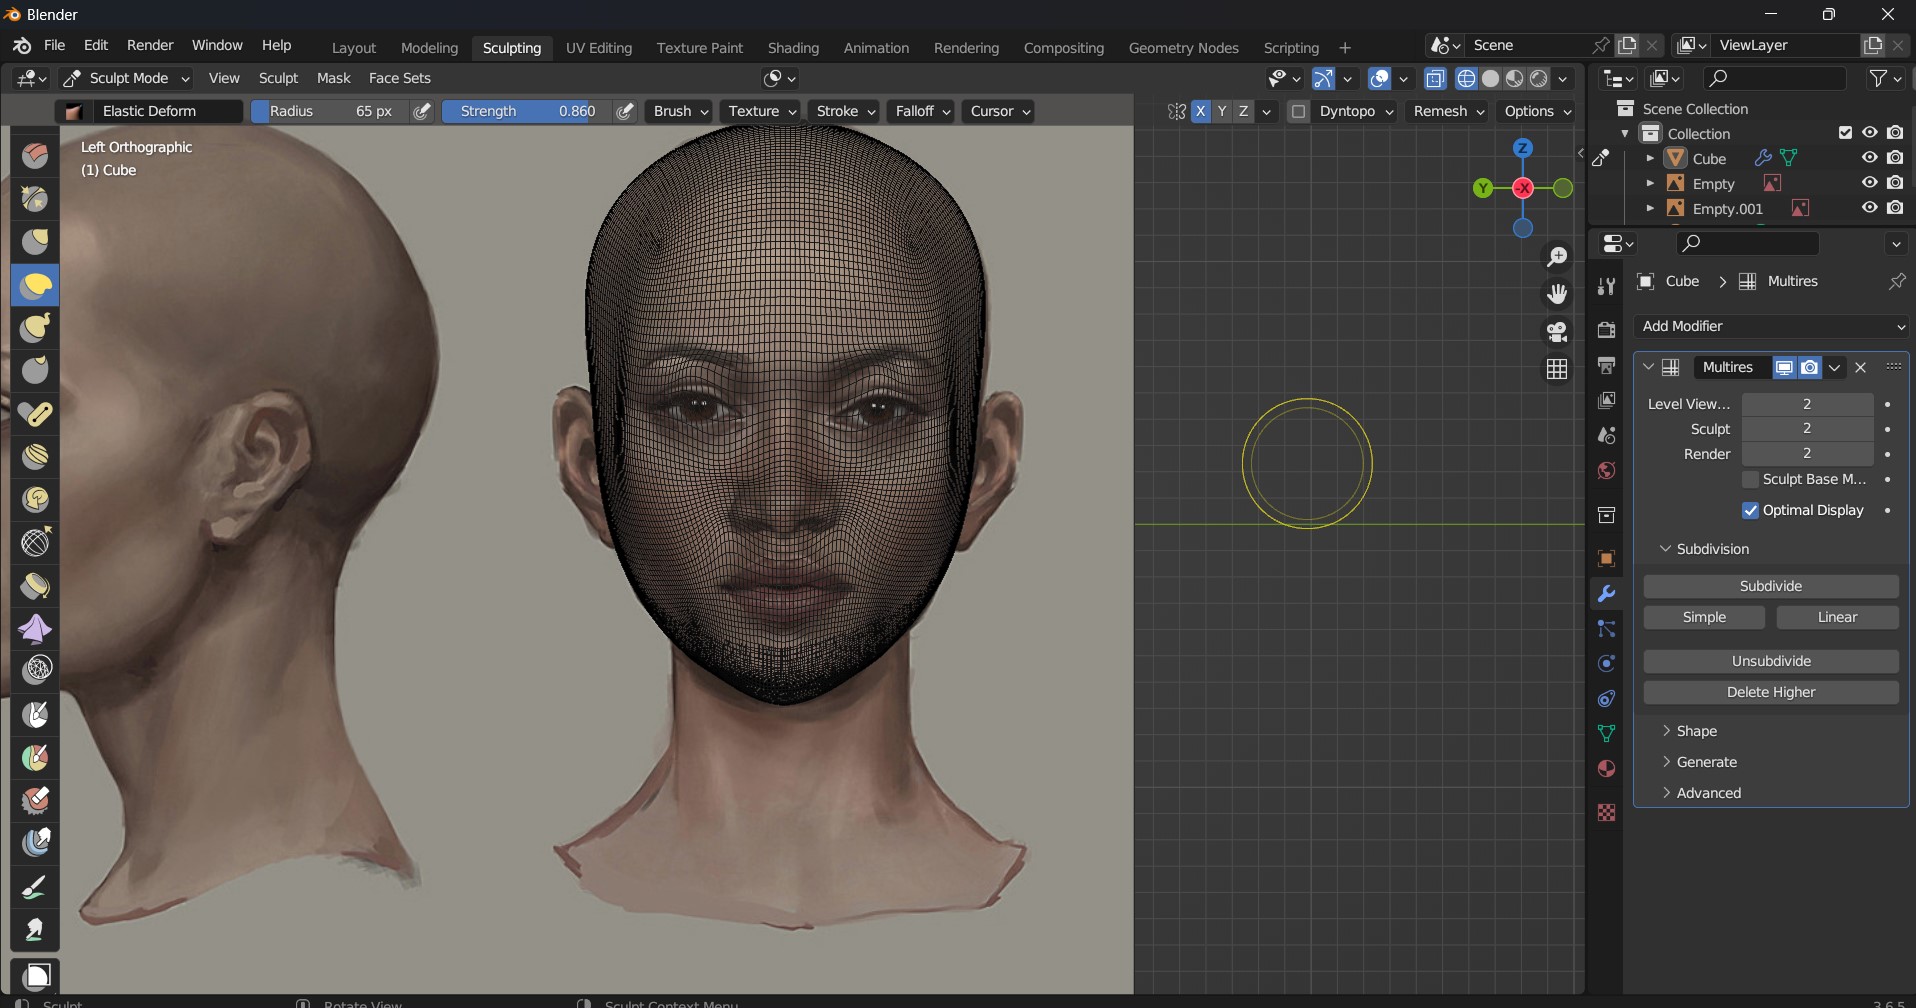 Blender
File Edit Render Window Help Layout Modeling Sculpting UV Editing Texture Paint Shading Animation Rendering Compositing Geometry Nodes Scripting + Scene ViewLayer
Sculpt Mode View Sculpt Mask Face Sets
Elastic Deform Radius 65 px Strength 0.860 Brush Texture Stroke Falloff Cursor X Y Z Dyntopo Remesh Options
Left Orthographic
(1) Cube
Z
Y -X
Scene Collection
Collection
Cube
Empty
Empty.001
Cube > Multires
Add Modifier
Multires
Level View... 2
Sculpt 2
Render 2
Sculpt Base M...
Optimal Display
Subdivision
Subdivide
Simple Linear
Unsubdivide
Delete Higher
Shape
Generate
Advanced
Sculpt Rotate View Sculpt Context Menu 3.6.5